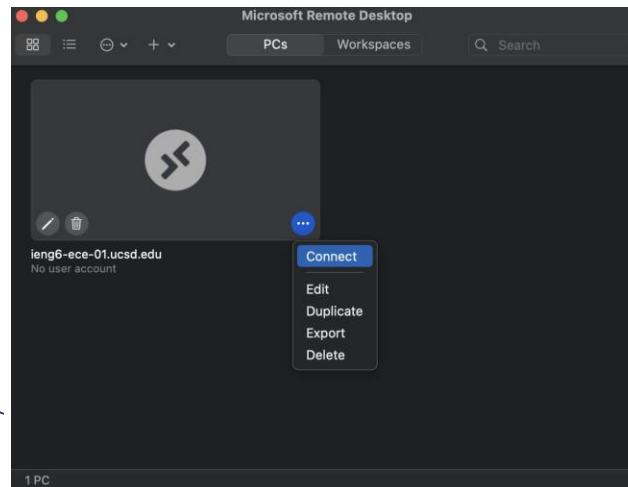 Microsoft Remote Desktop
PCs Workspaces Search
ieng6-ece-01.ucsd.edu
No user account
Connect
Edit
Duplicate
Export
Delete
1 PC